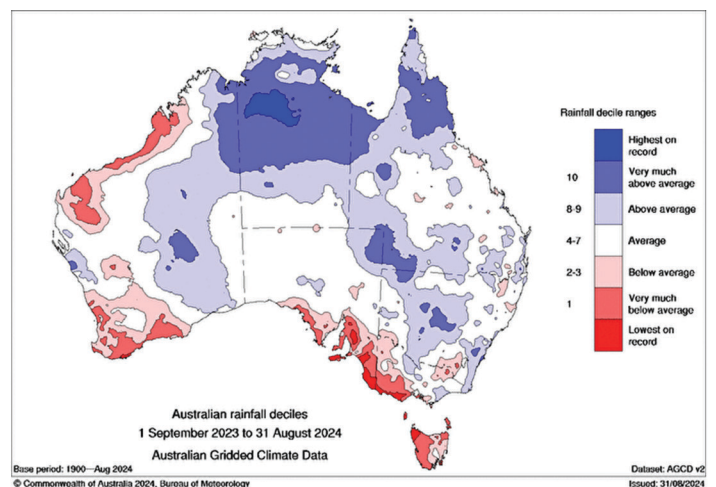 Rainfall decile ranges
Highest on
record
10
Very much
above average
8-9
Above average
4-7
Average
2-3
Below average
1
Very much
below average
Lowest on
record
Australian rainfall deciles
1 September 2023 to 31 August 2024
Australian Gridded Climate Data
Base period: 1900—Aug 2024
Dataset: AGCD v2
© Commonwealth of Australia 2024, Bureau of Meteorology
Issued: 31/08/2024